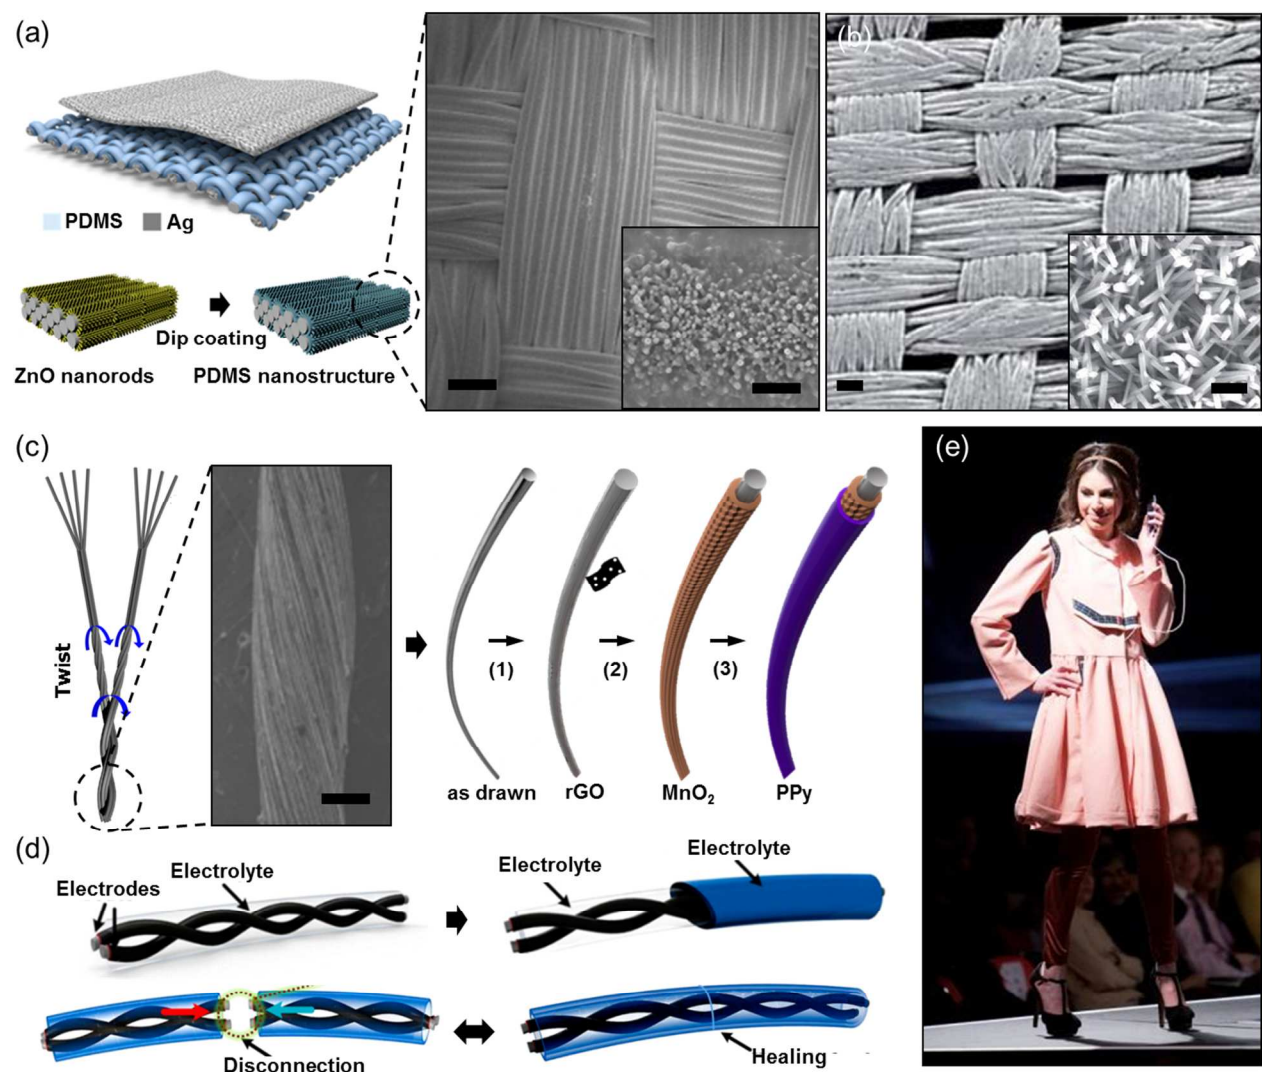 (a)
PDMS
Ag
Dip coating
ZnO nanorods
PDMS nanostructure
(b)
(c)
Twist
(1)
(2)
(3)
as drawn
rGO
MnO₂
PPy
(d)
Electrodes
Electrolyte
Electrolyte
Electrolyte
Disconnection
Healing
(e)